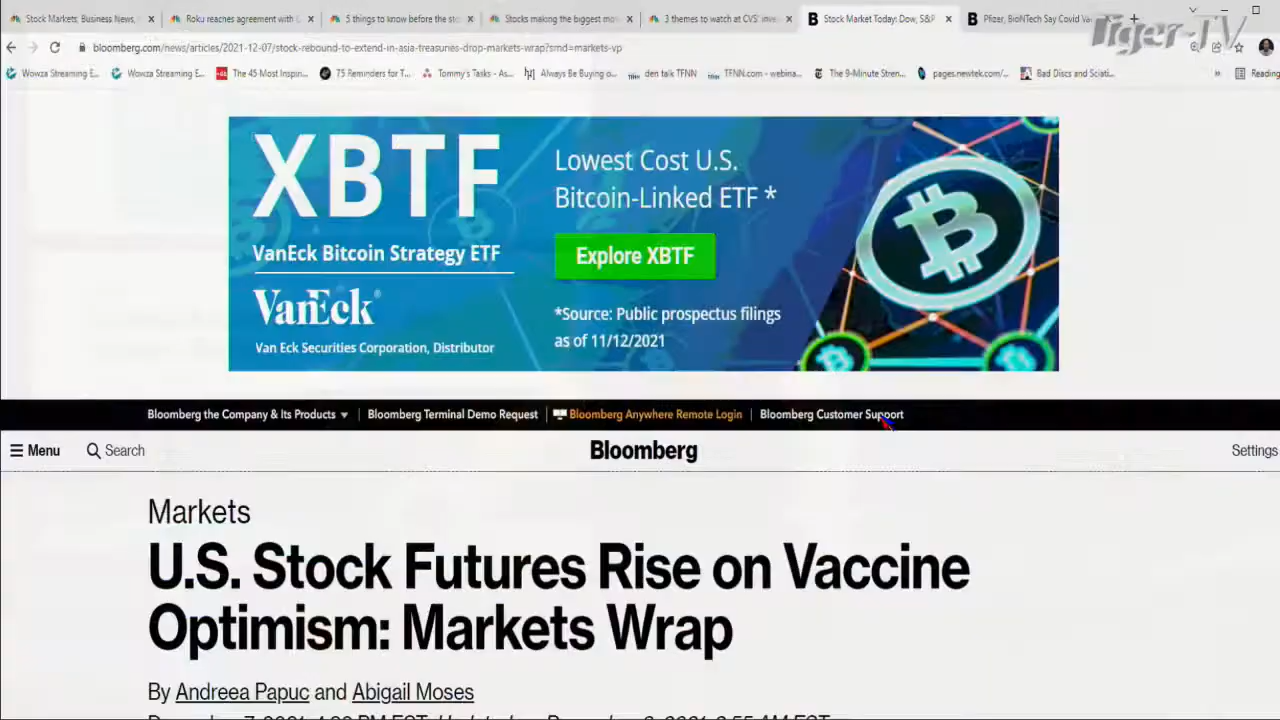 Stock Markets, Business News,
Roku reaches agreement with
5 things to know before the sto
Stocks making the biggest mov
3 themes to watch at CVS' inve
Stock Market Today: Dow, S&P
Pfizer, BioNTech Say Covid Va
Tiger-TV
bloomberg.com/news/articles/2021-12-07/stock-rebound-to-extend-in-asia-treasures-drop-markets-wrap?smd=markets-vp
Wowza Streaming E...
Wowza Streaming E...
The 45 Most Inspiri...
75 Reminders for T...
Tommy's Tasks - As...
Always Be Buying o...
den talk TFNN
TFNN.com - webina...
The 9-Minute Stren...
pages.newtek.com/...
Bad Discs and Sciati...
Reading
XBTF
Lowest Cost U.S.
Bitcoin-Linked ETF *
Explore XBTF
VanEck Bitcoin Strategy ETF
VanEck®
*Source: Public prospectus filings
as of 11/12/2021
Van Eck Securities Corporation, Distributor
Bloomberg the Company & Its Products
Bloomberg Terminal Demo Request
Bloomberg Anywhere Remote Login
Bloomberg Customer Support
Menu
Search
Bloomberg
Settings
Markets
U.S. Stock Futures Rise on Vaccine
Optimism: Markets Wrap
By Andreea Papuc and Abigail Moses